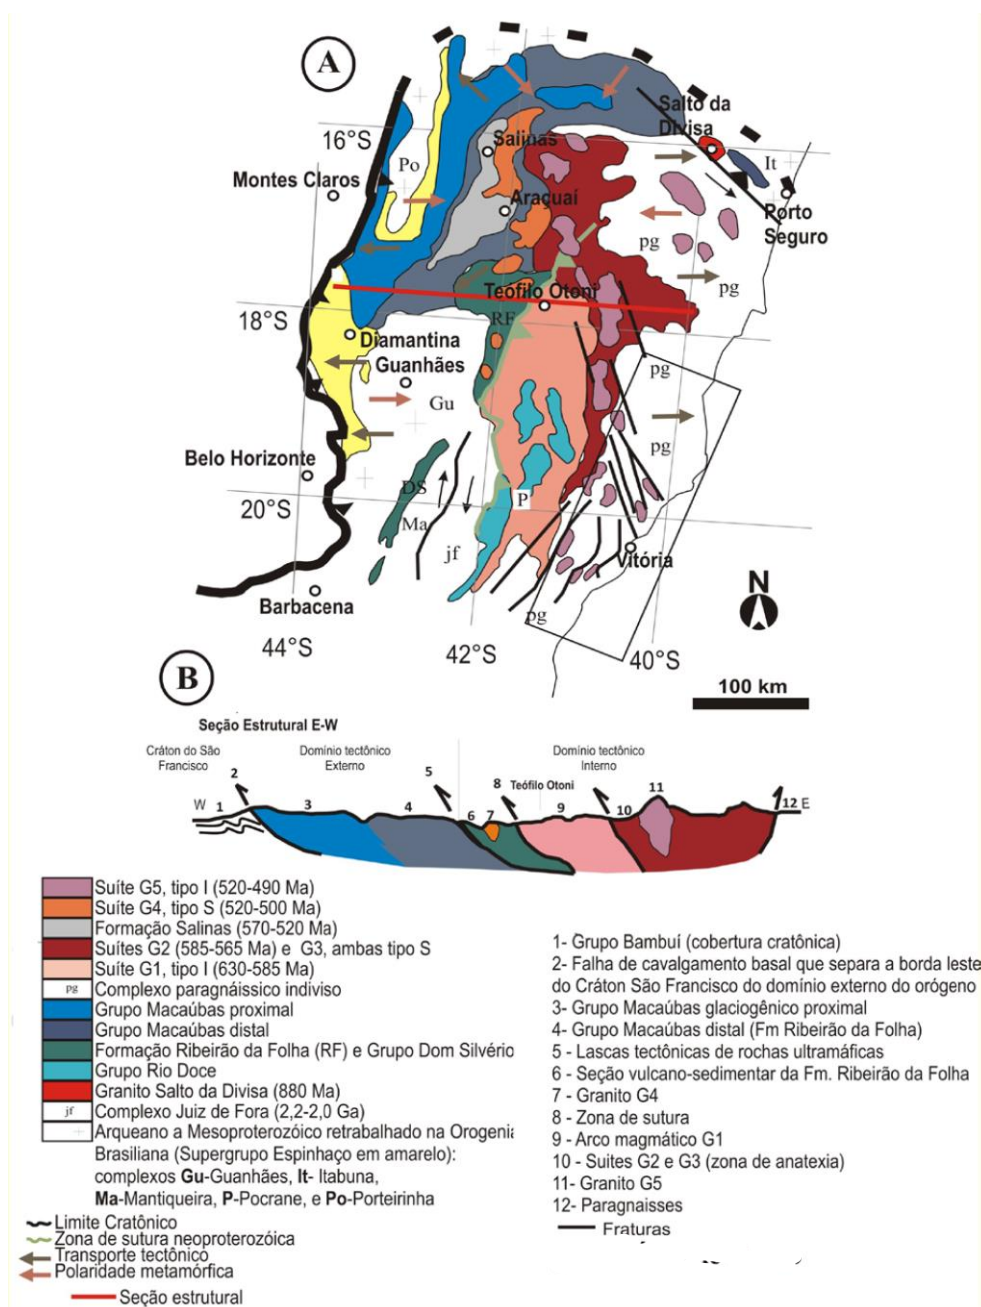 A
16°S
Po
Montes Claros
Salinas
Araçuaí
Salto da
Divisa
It
Porto
Seguro
pg
pg
18°S
Teófilo Otoni
RF
Diamantina
Guanhães
Gu
pg
pg
Belo Horizonte
20°S
DS
Ma
jf
P
Vitória
Barbacena
pg
N
44°S
42°S
40°S
100 km
B
Seção Estrutural E-W
Cráton do São
Francisco
Domínio tectônico
Externo
Domínio tectônico
Interno
Teófilo Otoni
W
1
2
3
4
5
6
7
8
9
10
11
12
E
Suíte G5, tipo I (520-490 Ma)
Suíte G4, tipo S (520-500 Ma)
Formação Salinas (570-520 Ma)
Suítes G2 (585-565 Ma) e G3, ambas tipo S
Suíte G1, tipo I (630-585 Ma)
pg Complexo paragnáissico indiviso
Grupo Macaúbas proximal
Grupo Macaúbas distal
Formação Ribeirão da Folha (RF) e Grupo Dom Silvério
Grupo Rio Doce
Granito Salto da Divisa (880 Ma)
jf Complexo Juiz de Fora (2,2-2,0 Ga)
Arqueano a Mesoproterozóico retrabalhado na Orogenia
Brasiliana (Supergrupo Espinhaço em amarelo):
complexos Gu-Guanhães, It- Itabuna,
Ma-Mantiqueira, P-Pocrane, e Po-Porteirinha
Limite Cratônico
Zona de sutura neoproterozóica
Transporte tectônico
Polaridade metamórfica
Seção estrutural
1- Grupo Bambuí (cobertura cratônica)
2- Falha de cavalgamento basal que separa a borda leste
do Cráton São Francisco do domínio externo do orógeno
3- Grupo Macaúbas glaciogênico proximal
4- Grupo Macaúbas distal (Fm Ribeirão da Folha)
5 - Lascas tectônicas de rochas ultramáficas
6 - Seção vulcano-sedimentar da Fm. Ribeirão da Folha
7 - Granito G4
8 - Zona de sutura
9 - Arco magmático G1
10 - Suites G2 e G3 (zona de anatexia)
11- Granito G5
12- Paragnaisses
Fraturas